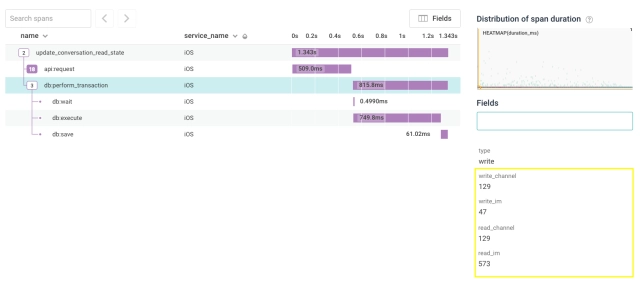 Search spans
Fields
name
service_name
0s 0.2s 0.4s 0.6s 0.8s 1s 1.2s 1.343s
2 update_conversation_read_state iOS 1.343s
18 api:request iOS 509.0ms
3 db:perform_transaction iOS 815.8ms
db:wait iOS 0.4990ms
db:execute iOS 749.8ms
db:save iOS 61.02ms
Distribution of span duration
HEATMAP(duration_ms)
1
Fields
type
write
write_channel
129
write_im
47
read_channel
129
read_im
573